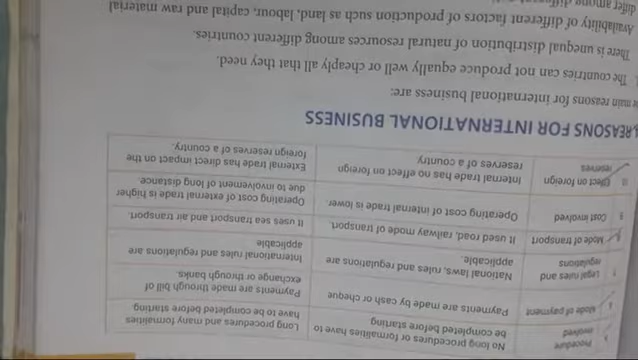 Procedure involved
No long procedures or formalities have to
be completed before starting
Long procedures and many formalities
have to be completed before starting
Mode of payment
Payments are made by cash or cheque
Payments are made through bill of
exchange or through banks.
Legal rules and
regulations
National laws, rules and regulations are
applicable.
International rules and regulations are
applicable
Mode of transport
It used road, railway mode of transport.
It uses sea transport and air transport.
9
Cost involved
Operating cost of internal trade is lower.
Operating cost of external trade is higher
due to involvement of long distance.
10
Effect on foreign
reserves
Internal trade has no effect on foreign
reserves of a country.
External trade has direct impact on the
foreign reserves of a country.
REASONS FOR INTERNATIONAL BUSINESS
main reasons for international business are:
The countries can not produce equally well or cheaply all that they need.
There is unequal distribution of natural resources among different countries.
Availability of different factors of production such as land, labour, capital and raw material
differ among